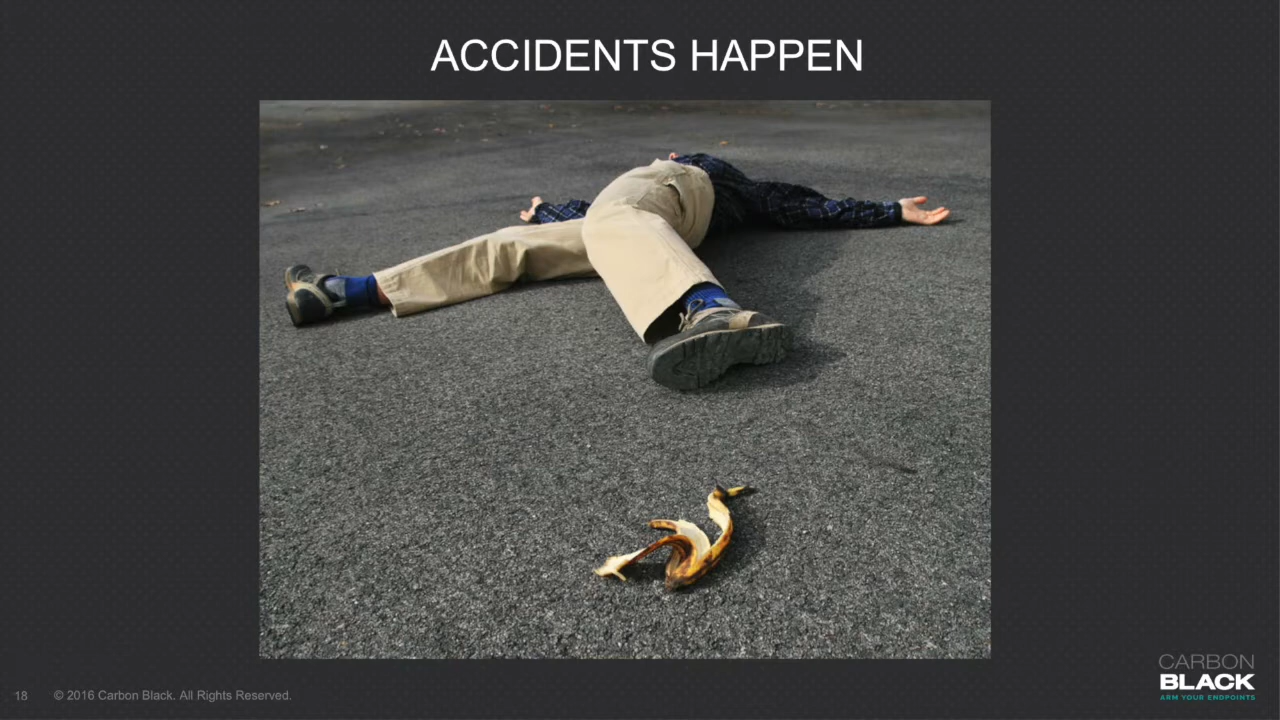 ACCIDENTS HAPPEN
18 © 2016 Carbon Black. All Rights Reserved.
CARBON
BLACK
ARM YOUR ENDPOINTS